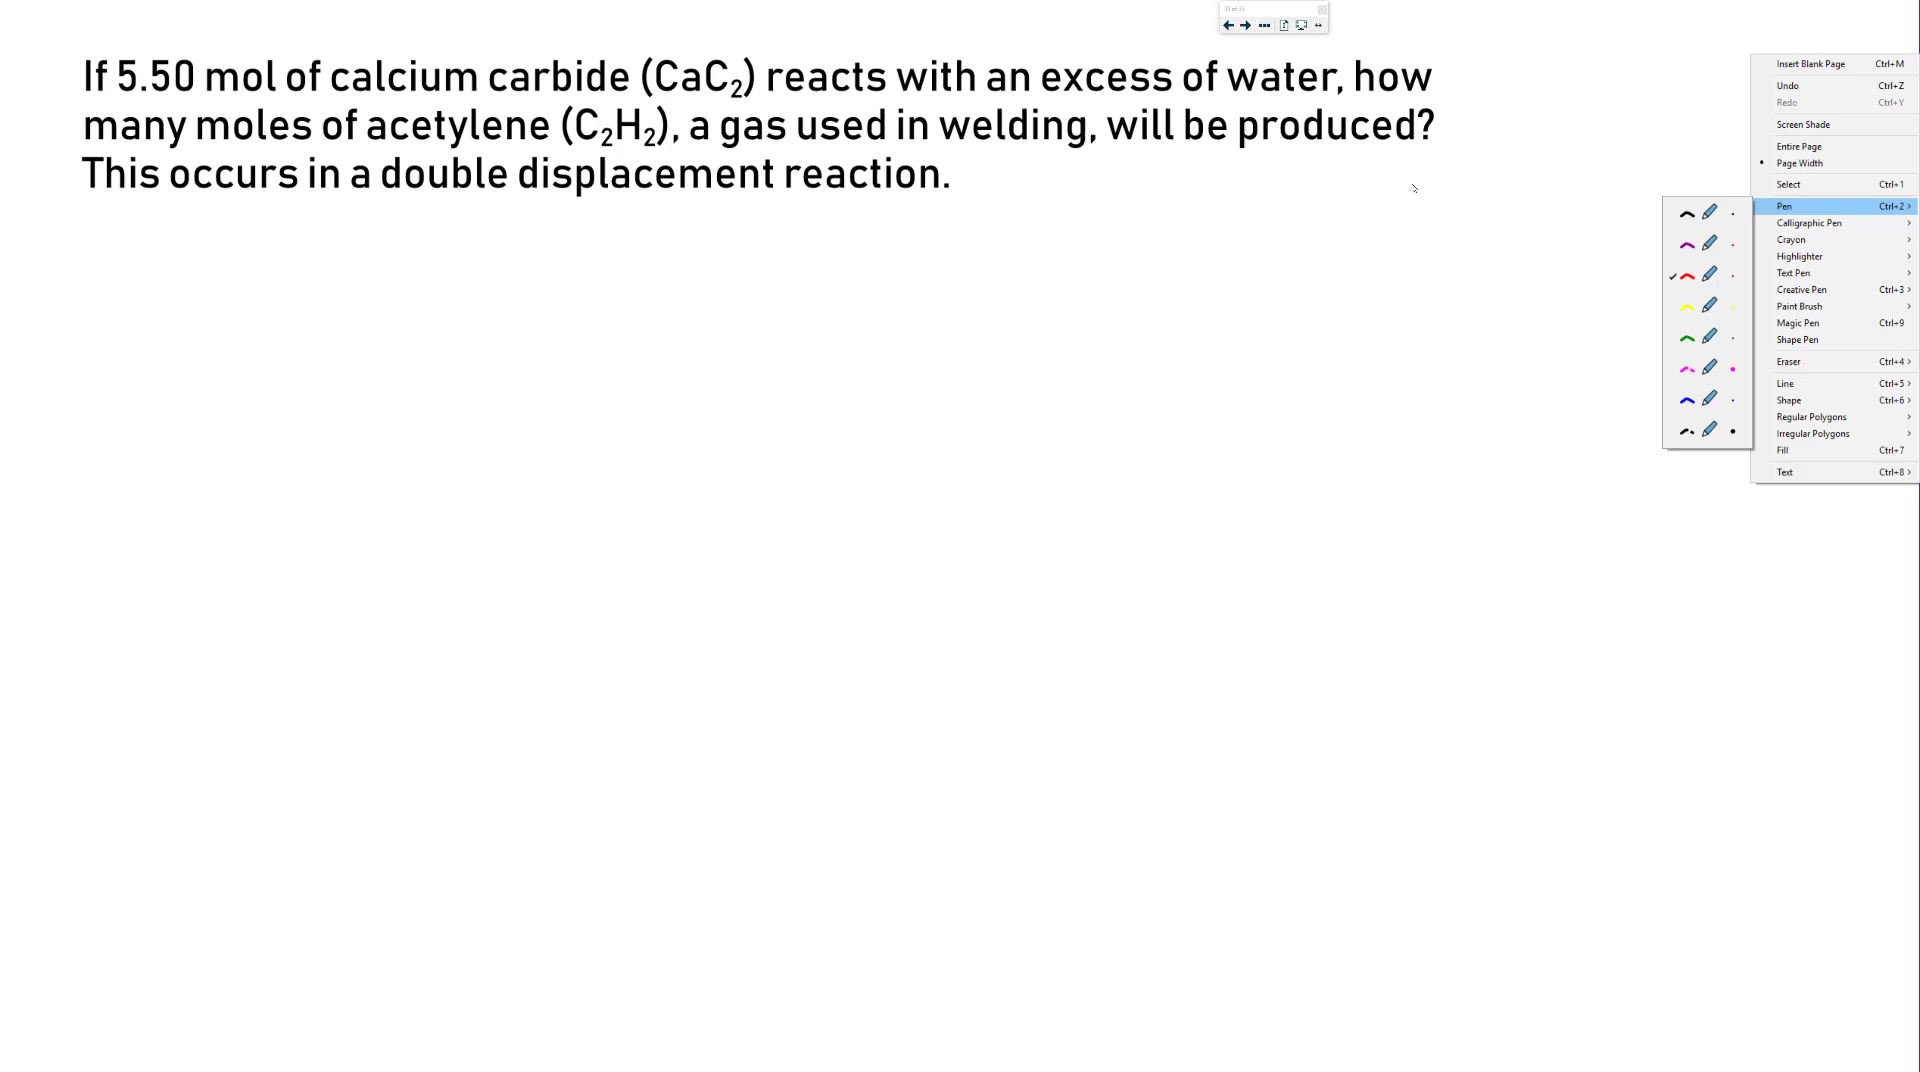 33 of 33
If 5.50 mol of calcium carbide (CaC₂) reacts with an excess of water, how
many moles of acetylene (C₂H₂), a gas used in welding, will be produced?
This occurs in a double displacement reaction.
Insert Blank Page Ctrl+M
Undo Ctrl+Z
Redo Ctrl+Y
Screen Shade
Entire Page
Page Width
Select Ctrl+1
Pen Ctrl+2
Calligraphic Pen
Crayon
Highlighter
Text Pen
Creative Pen Ctrl+3
Paint Brush
Magic Pen Ctrl+9
Shape Pen
Eraser Ctrl+4
Line Ctrl+5
Shape Ctrl+6
Regular Polygons
Irregular Polygons
Fill Ctrl+7
Text Ctrl+8